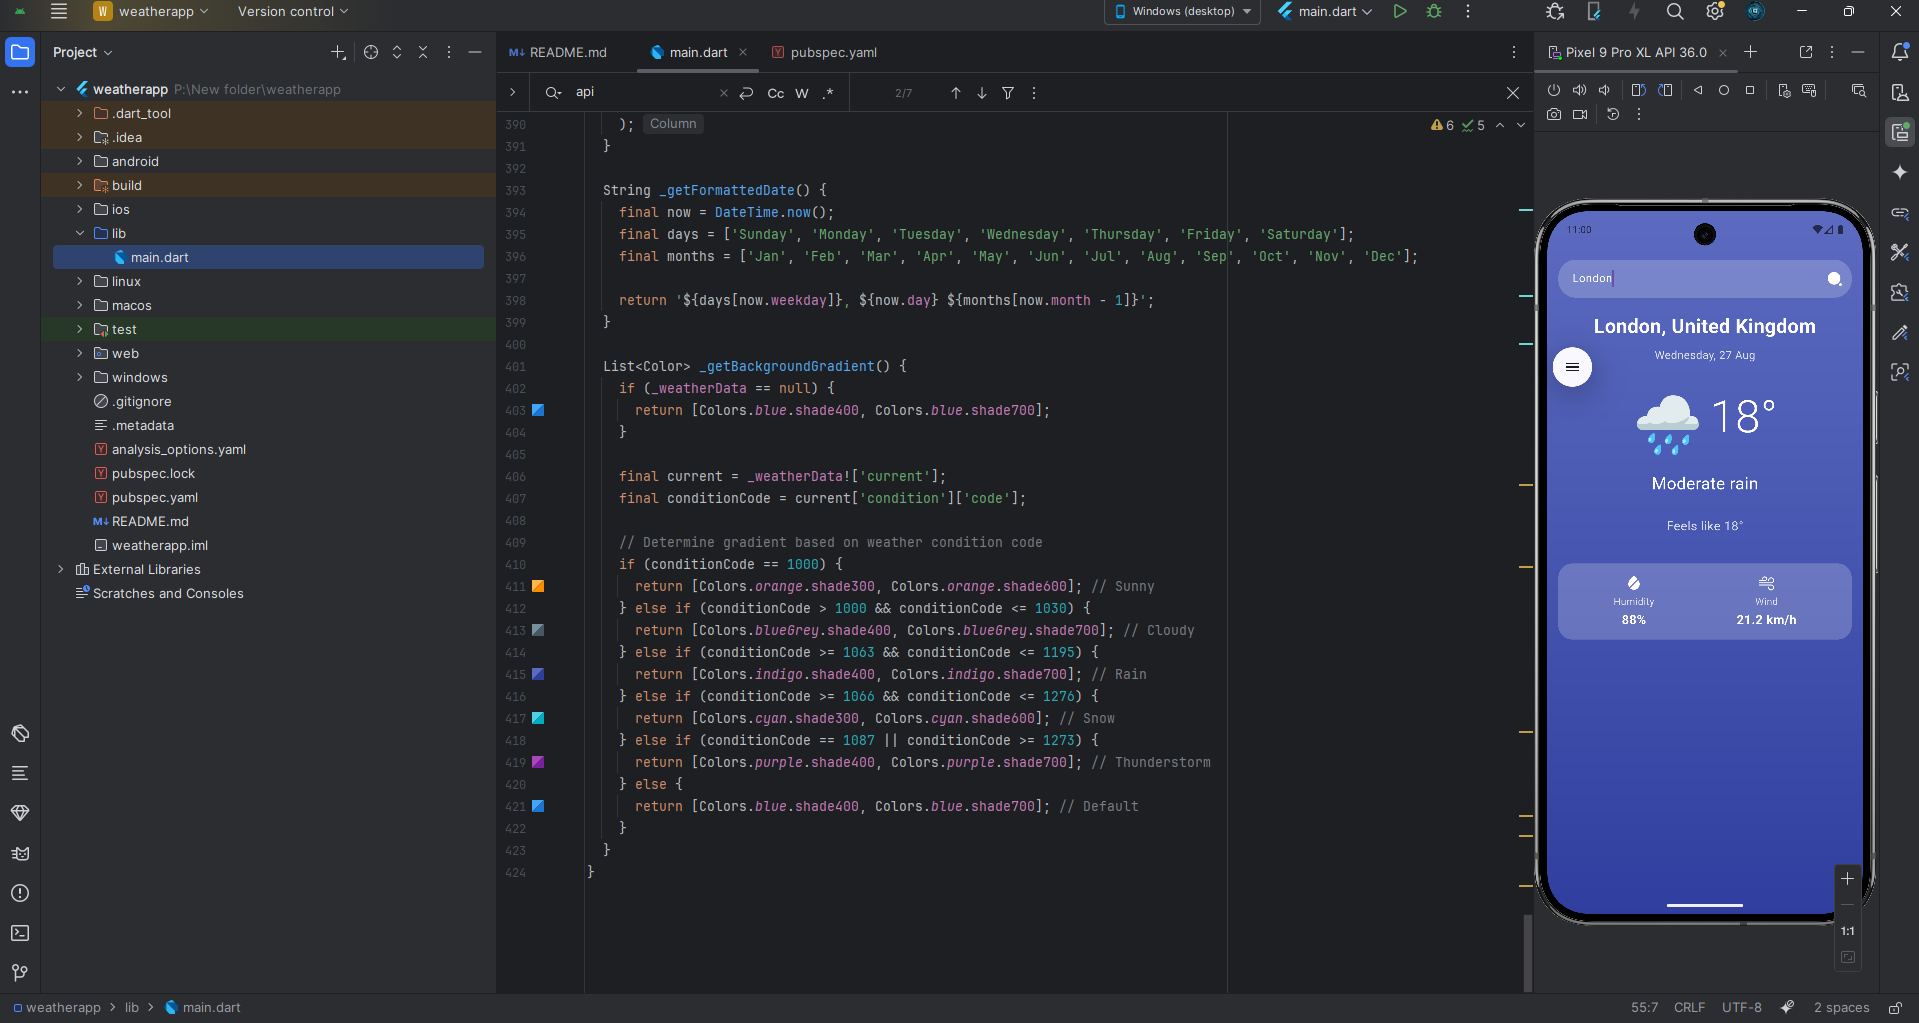 W weatherapp
Version control
Windows (desktop)
main.dart
Project
README.md
main.dart
pubspec.yaml
Pixel 9 Pro XL API 36.0
api
Cc W .*
2/7
weatherapp P:\New folder\weatherapp
.dart_tool
.idea
android
build
ios
lib
main.dart
linux
macos
test
web
windows
.gitignore
.metadata
analysis_options.yaml
pubspec.lock
pubspec.yaml
README.md
weatherapp.iml
External Libraries
Scratches and Consoles
6 5
390 ); Column
391 }
392
393 String _getFormattedDate() {
394 final now = DateTime.now();
395 final days = ['Sunday', 'Monday', 'Tuesday', 'Wednesday', 'Thursday', 'Friday', 'Saturday'];
396 final months = ['Jan', 'Feb', 'Mar', 'Apr', 'May', 'Jun', 'Jul', 'Aug', 'Sep', 'Oct', 'Nov', 'Dec'];
397
398 return '${days[now.weekday]}, ${now.day} ${months[now.month - 1]}';
399 }
400
401 List<Color> _getBackgroundGradient() {
402 if (_weatherData == null) {
403 return [Colors.blue.shade400, Colors.blue.shade700];
404 }
405
406 final current = _weatherData!['current'];
407 final conditionCode = current['condition']['code'];
408
409 // Determine gradient based on weather condition code
410 if (conditionCode == 1000) {
411 return [Colors.orange.shade300, Colors.orange.shade600]; // Sunny
412 } else if (conditionCode > 1000 && conditionCode <= 1030) {
413 return [Colors.blueGrey.shade400, Colors.blueGrey.shade700]; // Cloudy
414 } else if (conditionCode >= 1063 && conditionCode <= 1195) {
415 return [Colors.indigo.shade400, Colors.indigo.shade700]; // Rain
416 } else if (conditionCode >= 1066 && conditionCode <= 1276) {
417 return [Colors.cyan.shade300, Colors.cyan.shade600]; // Snow
418 } else if (conditionCode == 1087 || conditionCode >= 1273) {
419 return [Colors.purple.shade400, Colors.purple.shade700]; // Thunderstorm
420 } else {
421 return [Colors.blue.shade400, Colors.blue.shade700]; // Default
422 }
423 }
424 }
11:00
London
London, United Kingdom
Wednesday, 27 Aug
18°
Moderate rain
Feels like 18°
Humidity Wind
88% 21.2 km/h
1:1
weatherapp > lib > main.dart
55:7 CRLF UTF-8 2 spaces